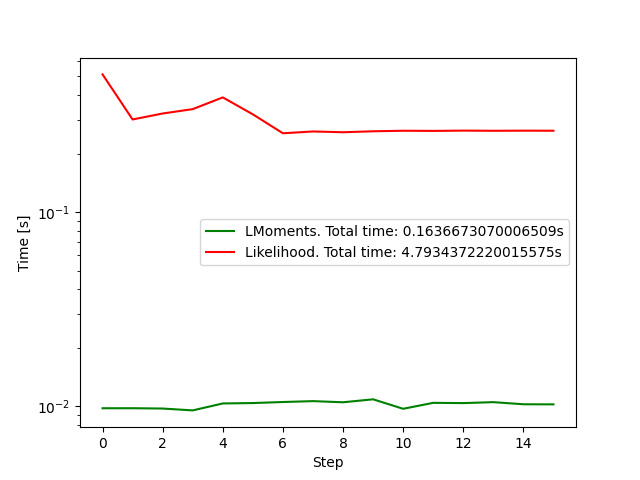 Time [s]
10⁻¹
10⁻²
LMoments. Total time: 0.1636673070006509s
Likelihood. Total time: 4.7934372220015575s
0 2 4 6 8 10 12 14
Step